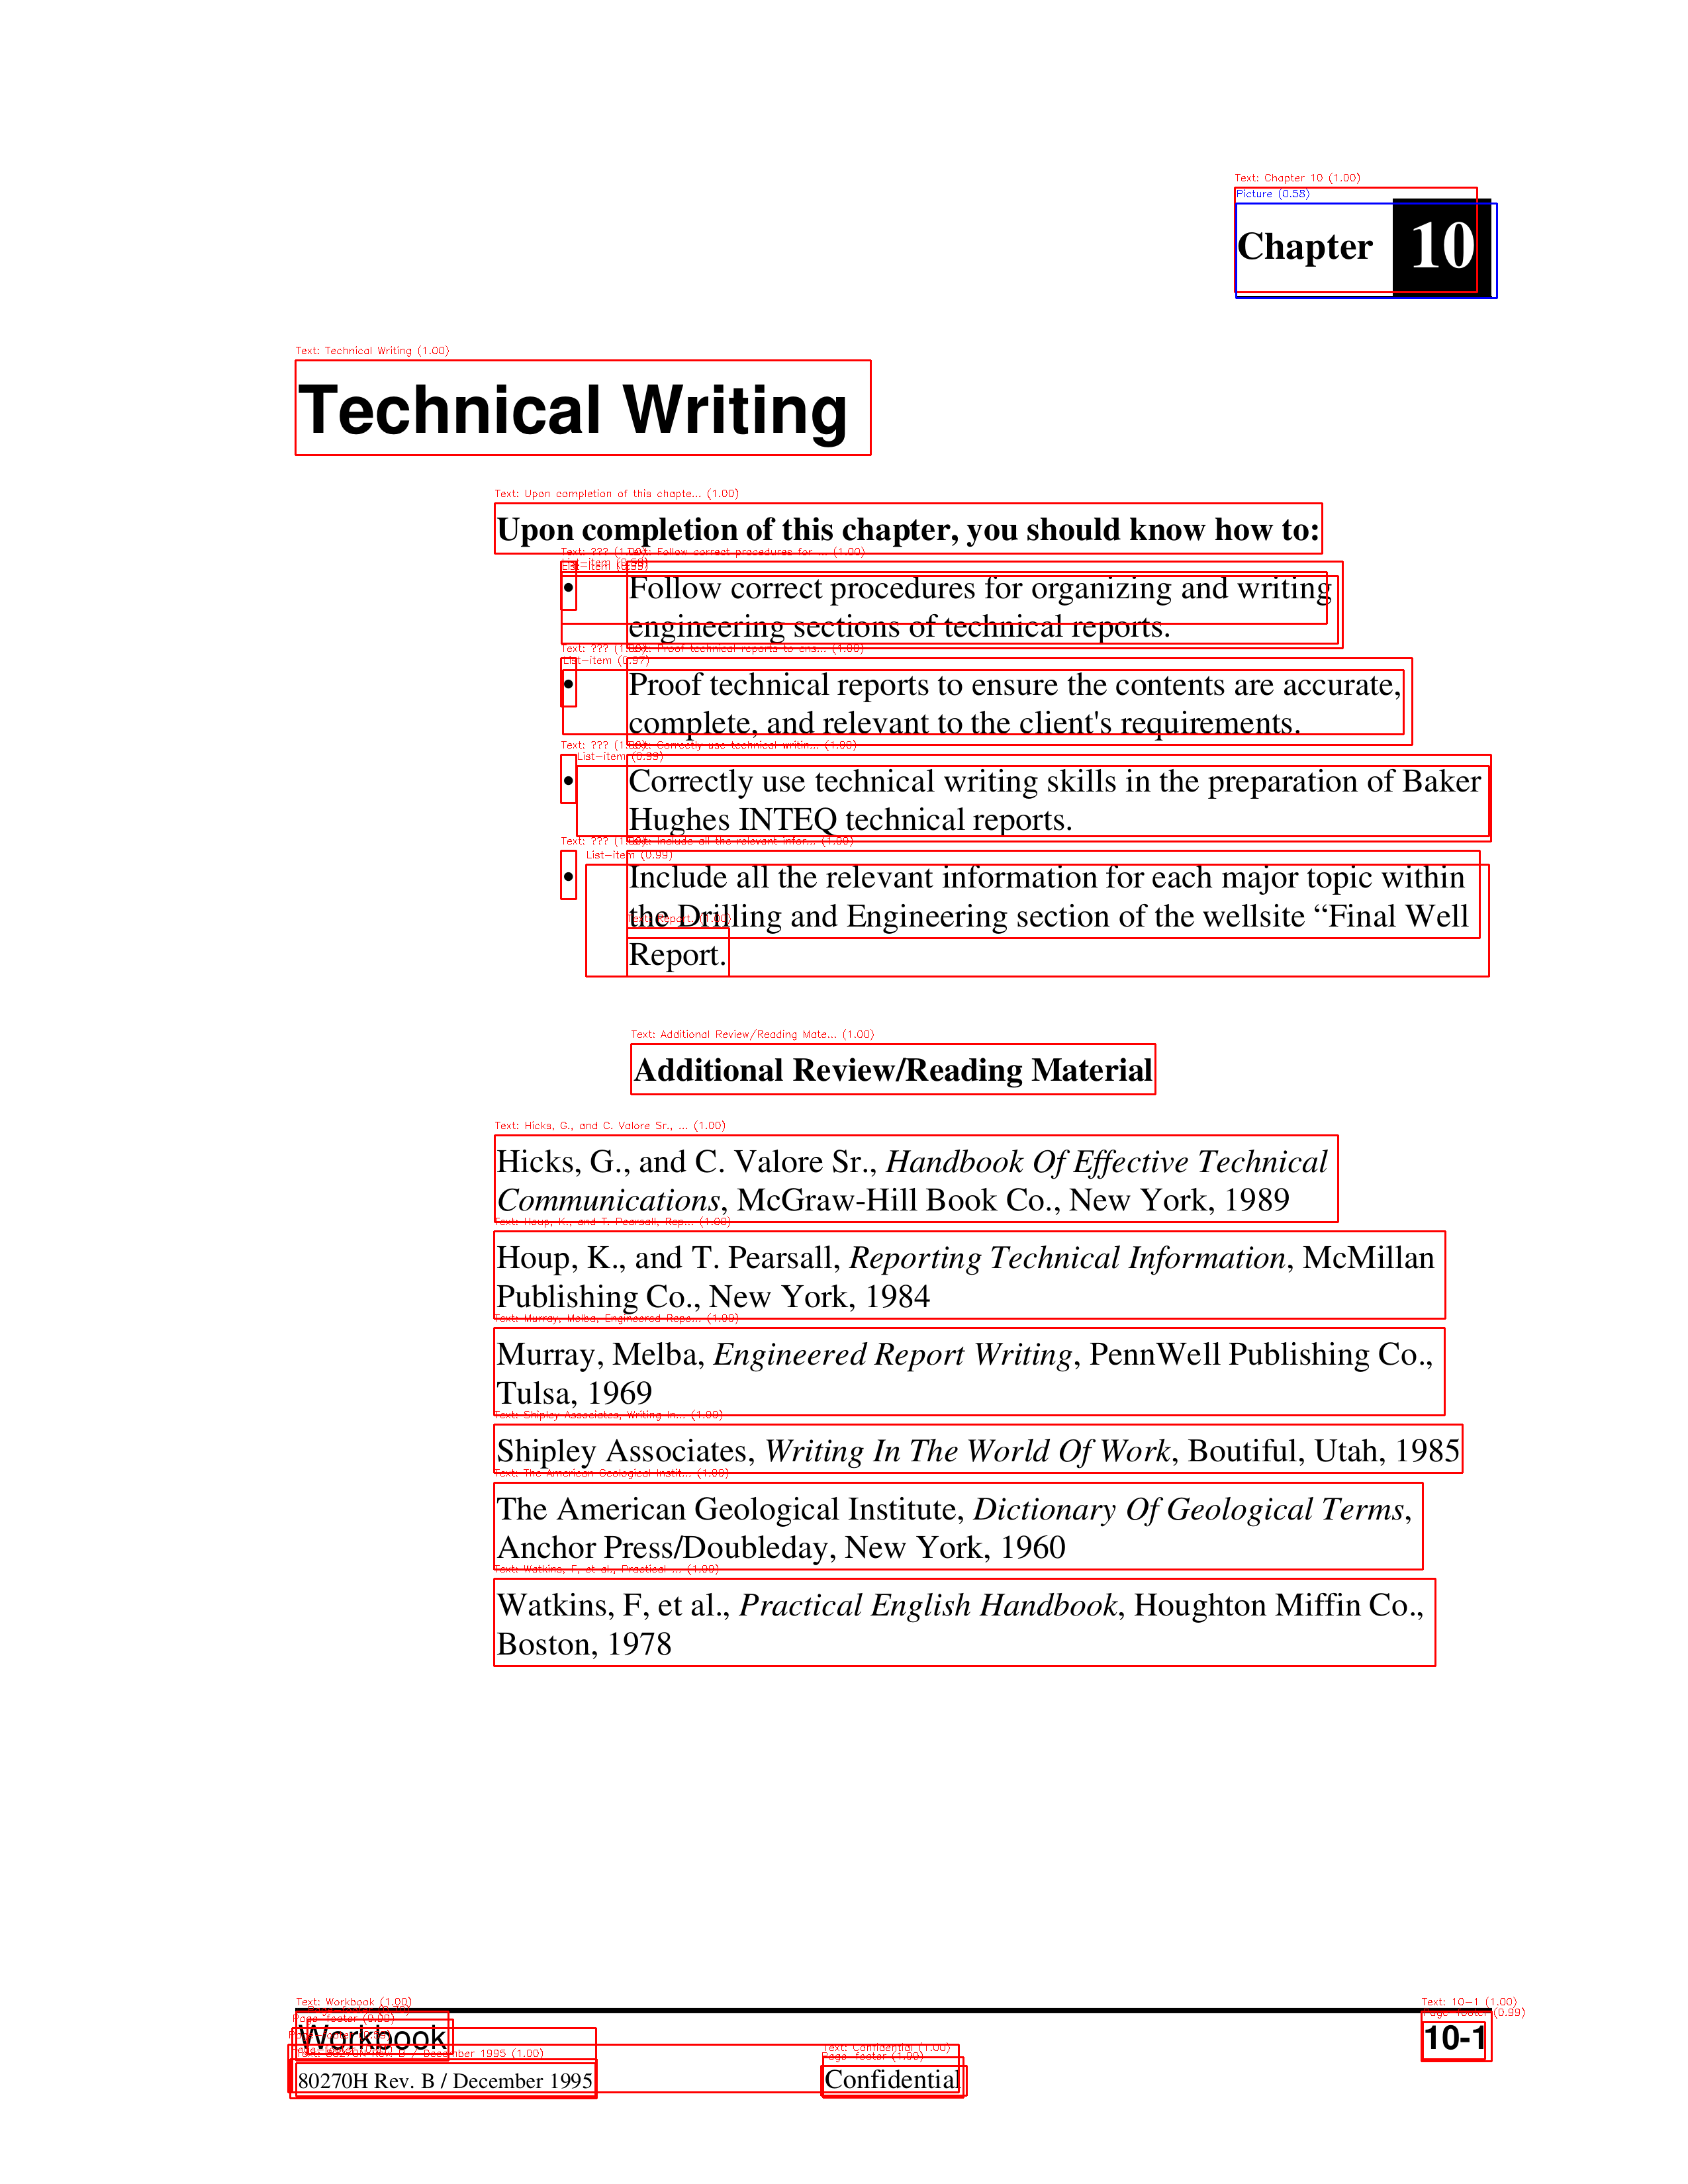 Chapter 10
Technical Writing
Upon completion of this chapter, you should know how to:
• Follow correct procedures for organizing and writing
engineering sections of technical reports.
• Proof technical reports to ensure the contents are accurate,
complete, and relevant to the client's requirements.
• Correctly use technical writing skills in the preparation of Baker
Hughes INTEQ technical reports.
• Include all the relevant information for each major topic within
the Drilling and Engineering section of the wellsite “Final Well
Report.
Additional Review/Reading Material
Hicks, G., and C. Valore Sr., Handbook Of Effective Technical
Communications, McGraw-Hill Book Co., New York, 1989
Houp, K., and T. Pearsall, Reporting Technical Information, McMillan
Publishing Co., New York, 1984
Murray, Melba, Engineered Report Writing, PennWell Publishing Co.,
Tulsa, 1969
Shipley Associates, Writing In The World Of Work, Boutiful, Utah, 1985
The American Geological Institute, Dictionary Of Geological Terms,
Anchor Press/Doubleday, New York, 1960
Watkins, F, et al., Practical English Handbook, Houghton Miffin Co.,
Boston, 1978
Workbook 10-1
80270H Rev. B / December 1995 Confidential